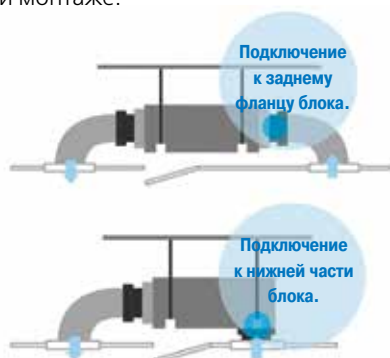 и монтаже.
Подключение
к заднему
фланцу блока.
Подключение
к нижней части
блока.